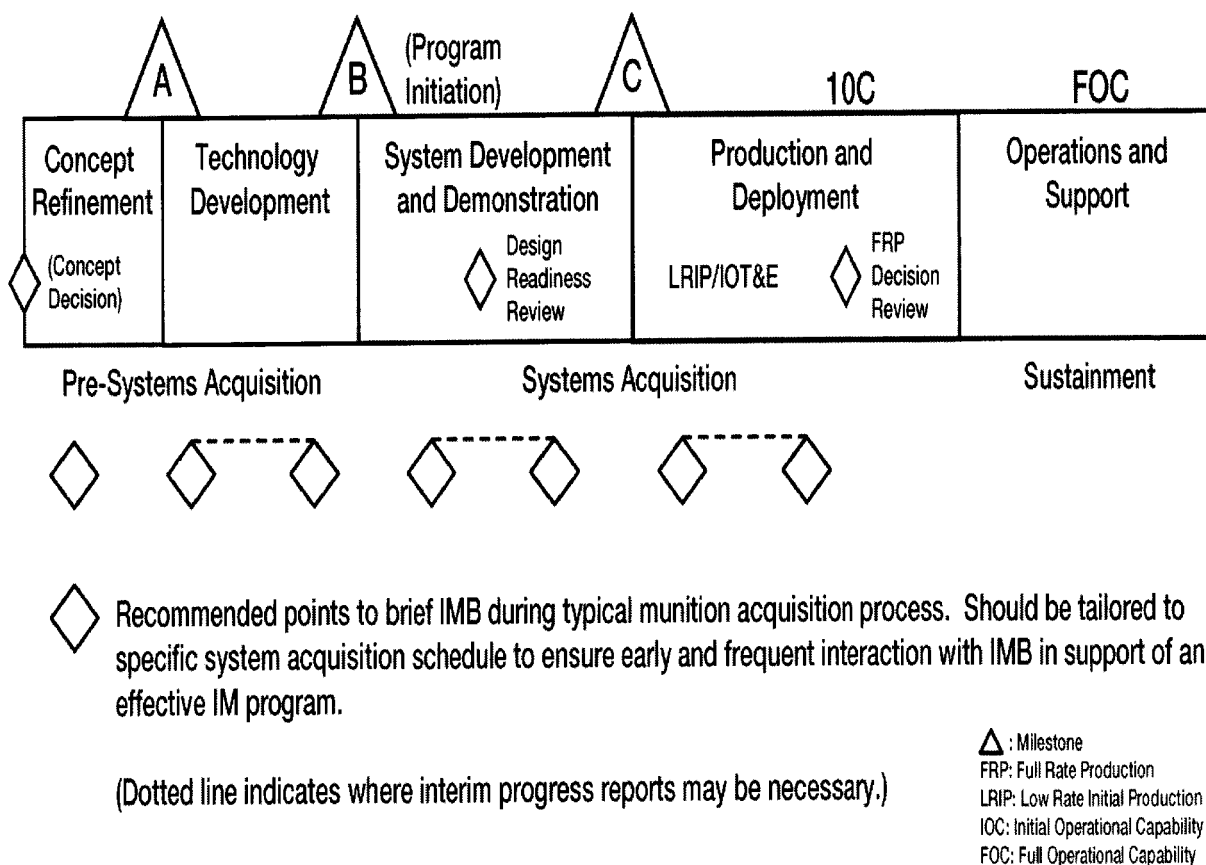 A
B
(Program
Initiation)
C
10C
FOC
Concept
Refinement
(Concept
Decision)
Technology
Development
System Development
and Demonstration
Design
Readiness
Review
Production and
Deployment
LRIP/IOT&E
FRP
Decision
Review
Operations and
Support
Pre-Systems Acquisition
Systems Acquisition
Sustainment
Recommended points to brief IMB during typical munition acquisition process. Should be tailored to
specific system acquisition schedule to ensure early and frequent interaction with IMB in support of an
effective IM program.
(Dotted line indicates where interim progress reports may be necessary.)
: Milestone
FRP: Full Rate Production
LRIP: Low Rate Initial Production
IOC: Initial Operational Capability
FOC: Full Operational Capability